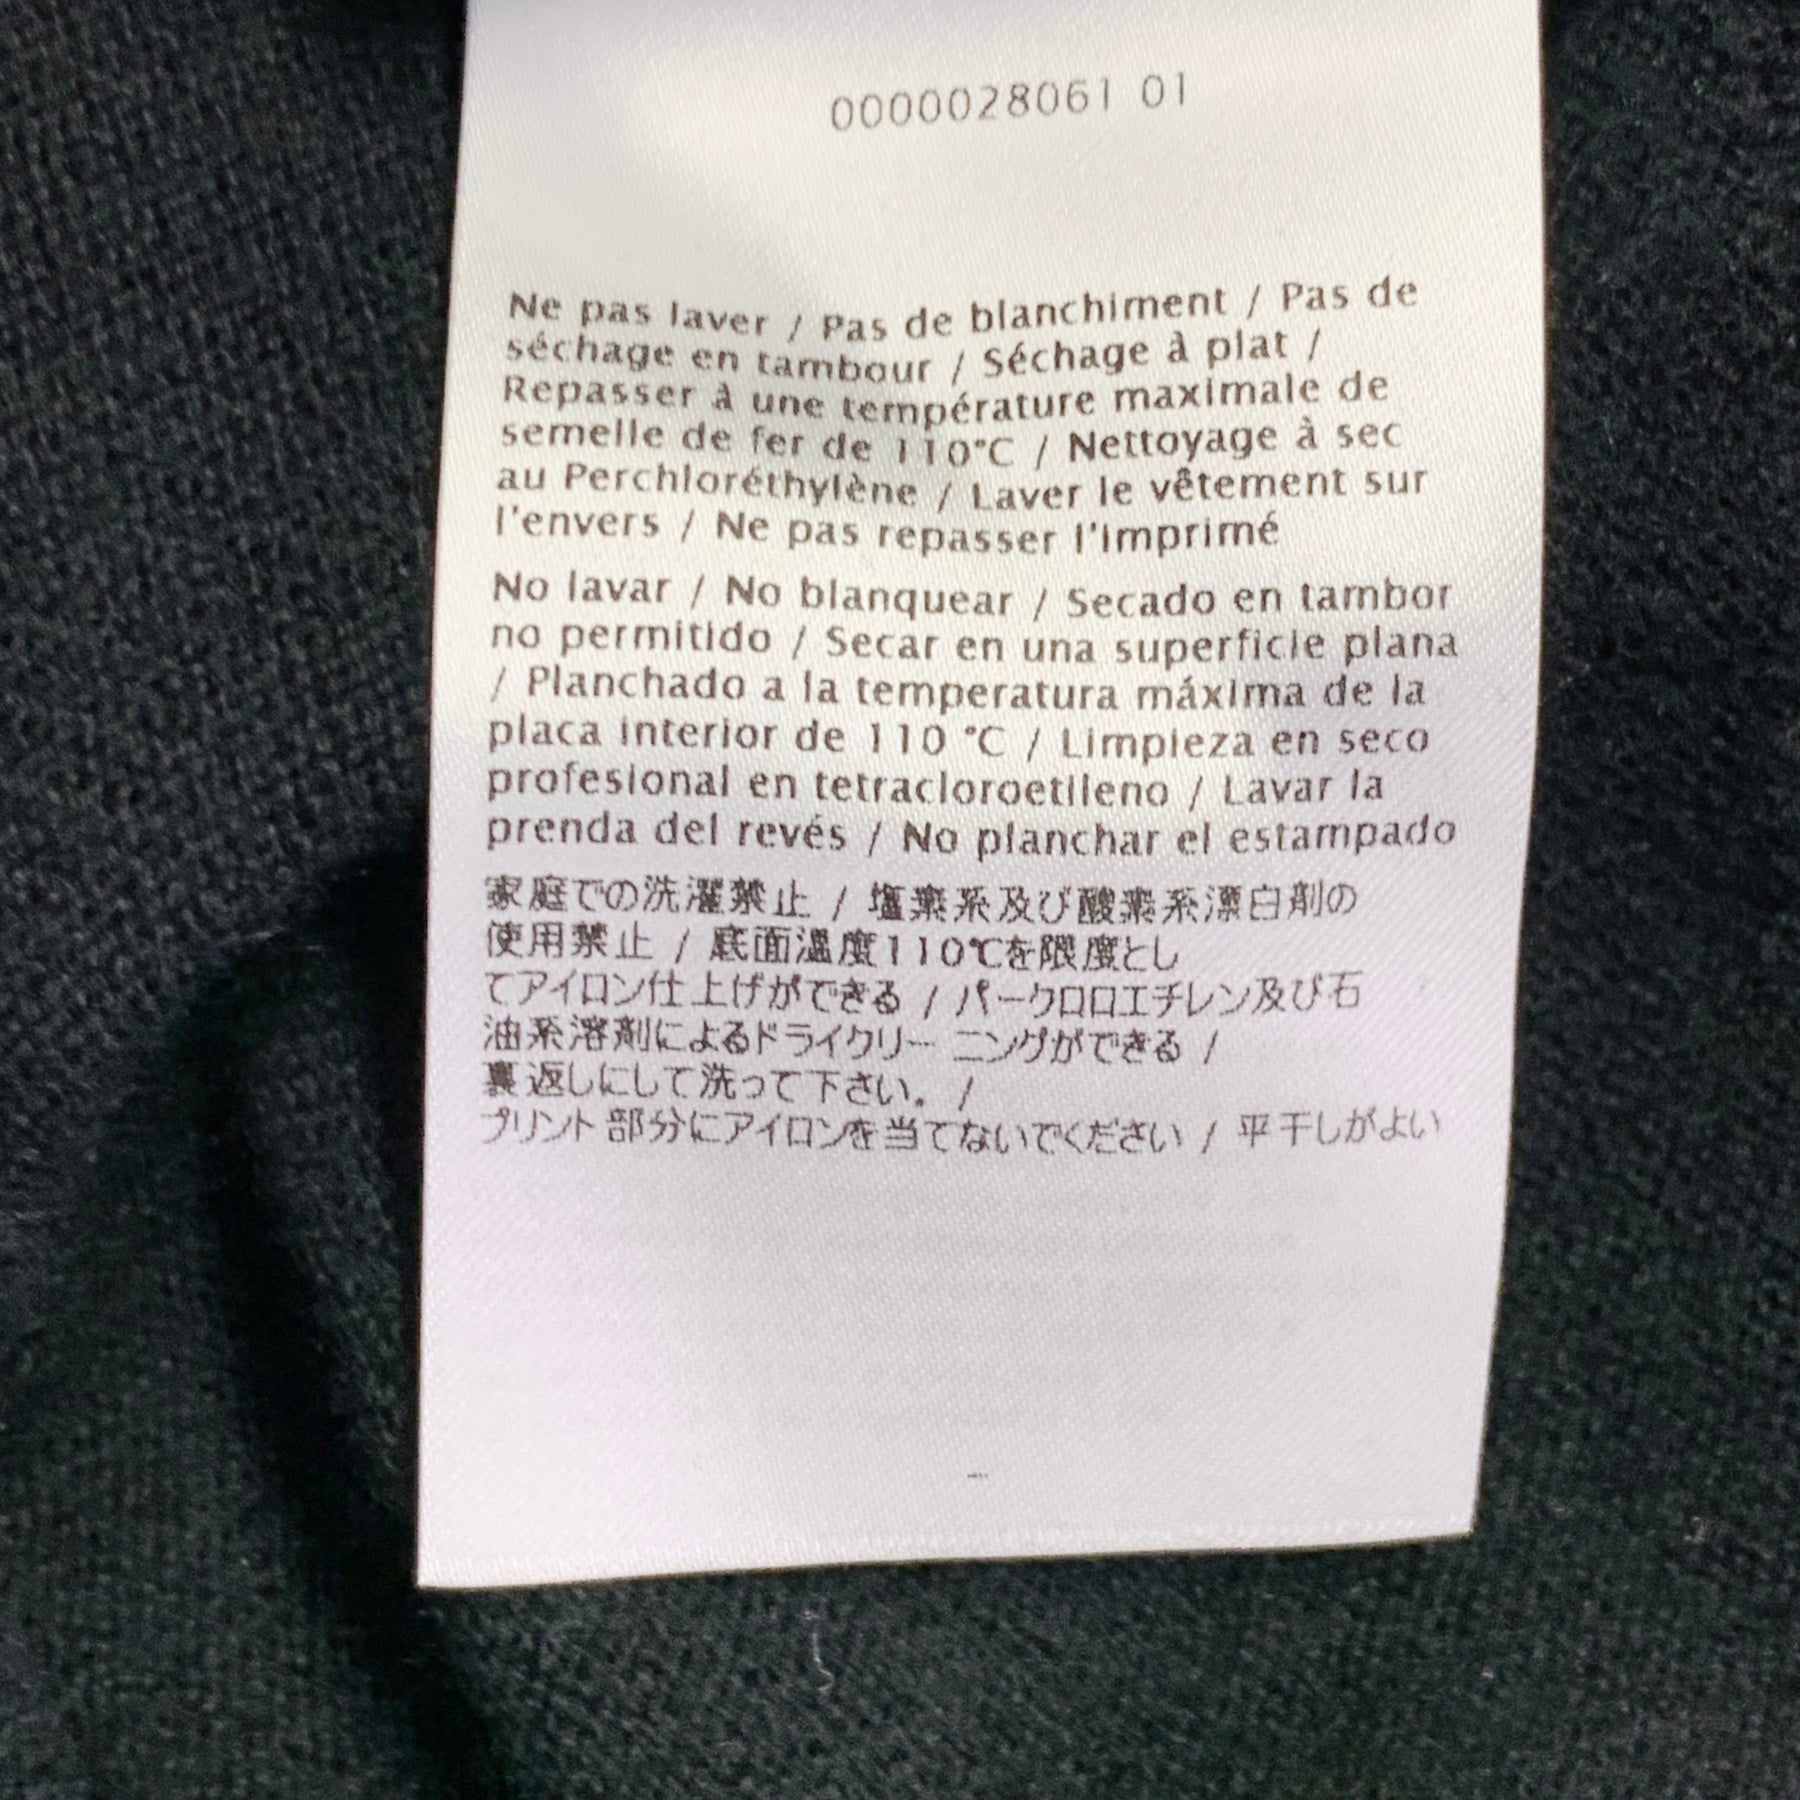 0000028061 01
Ne pas laver / Pas de blanchiment / Pas de
séchage en tambour / Séchage à plat /
Repasser à une température maximale de
semelle de fer de 110°C / Nettoyage à sec
au Perchloréthylène / Laver le vêtement sur
l'envers / Ne pas repasser l'imprimé
No lavar / No blanquear / Secado en tambor
no permitido / Secar en una superficie plana
/ Planchado a la temperatura máxima de la
placa interior de 110 °C / Limpieza en seco
profesional en tetracloroetileno / Lavar la
prenda del revés / No planchar el estampado
家庭での洗濯禁止 / 塩素系及び酸素系漂白剤の
使用禁止 / 底面温度110℃を限度とし
てアイロン仕上げができる / パークロロエチレン及び石
油系溶剤によるドライクリーニングができる /
裏返しにして洗って下さい。 /
プリント部分にアイロンを当てないでください / 平干しがよい